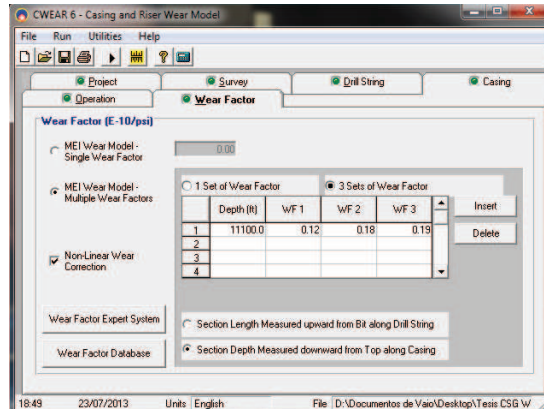 CWEAR 6 - Casing and Riser Wear Model
File Run Utilities Help
Project Survey Drill String Casing
Operation Wear Factor
Wear Factor (E-10/psi)
MEI Wear Model -
Single Wear Factor
0.00
MEI Wear Model -
Multiple Wear Factors
1 Set of Wear Factor 3 Sets of Wear Factor
Depth (ft) WF 1 WF 2 WF 3
1 11100.0 0.12 0.18 0.19
2
3
4
Insert
Delete
Non-Linear Wear
Correction
Wear Factor Expert System
Wear Factor Database
Section Length Measured upward from Bit along Drill String
Section Depth Measured downward from Top along Casing
18:49 23/07/2013 Units English File D:\Documentos de Vaio\Desktop\Tesis CSG W